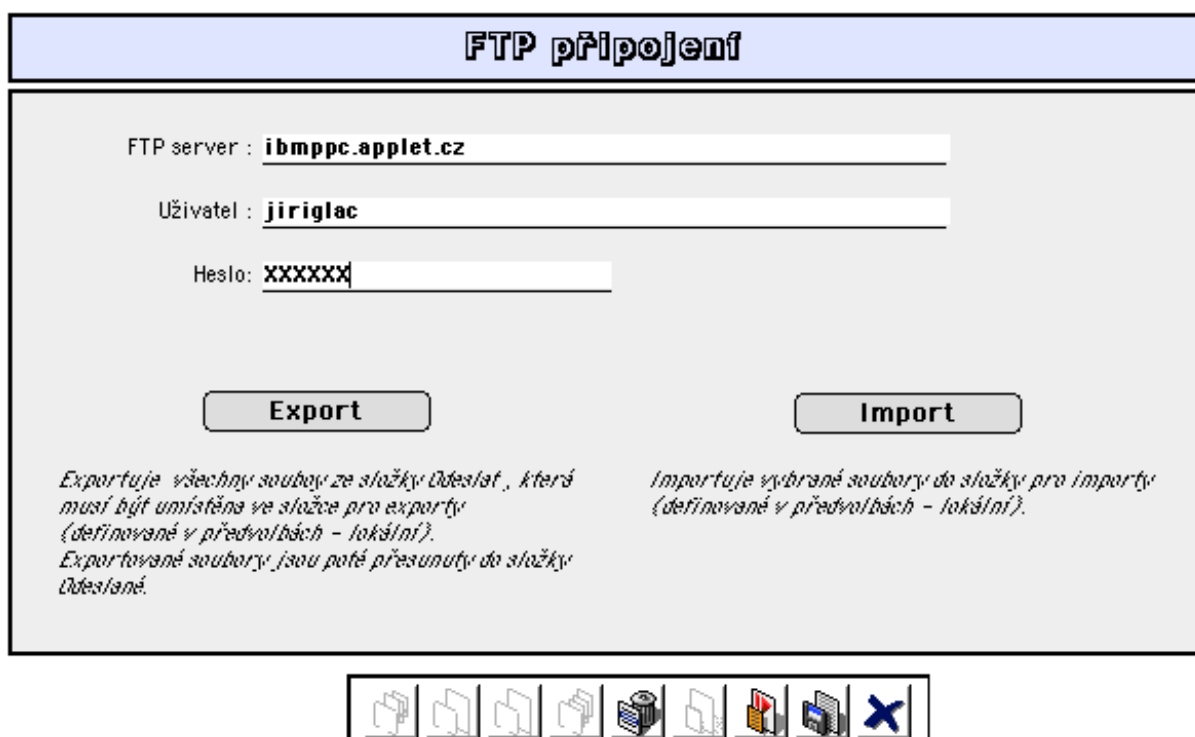 FTP připojení
FTP server : ibmppc.applet.cz
Uživatel : jiriglac
Heslo: XXXXXX
Export
Import
Exportuje všechny souboy ze složky Odeslat , která
musí být umístěna ve složce pro exporty
(definované v předvolbách - lokální).
Exportované soubory jsou poté přesunuty do složky
Odeslané.
Importuje vybrané soubory do složky pro importy
(definované v předvolbách - lokální).